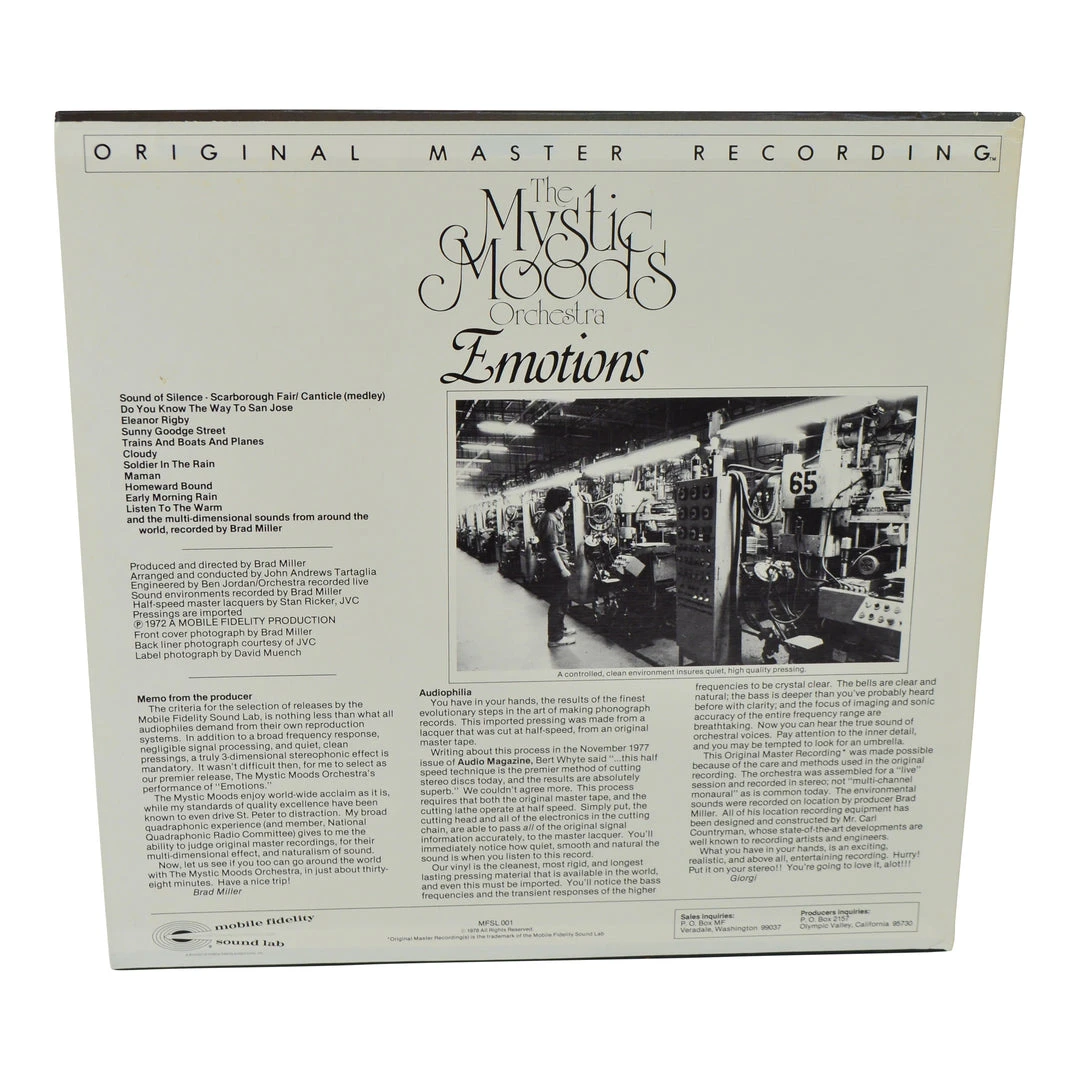 ORIGINAL MASTER RECORDING™
The
Mystic
Moods
Orchestra
Emotions
Sound of Silence - Scarborough Fair/ Canticle (medley)
Do You Know The Way To San Jose
Eleanor Rigby
Sunny Goodge Street
Trains And Boats And Planes
Cloudy
Soldier In The Rain
Maman
Homeward Bound
Early Morning Rain
Listen To The Warm
and the multi-dimensional sounds from around the
world, recorded by Brad Miller
Produced and directed by Brad Miller
Arranged and conducted by John Andrews Tartaglia
Engineered by Ben Jordan/Orchestra recorded live
Sound environments recorded by Brad Miller
Half-speed master lacquers by Stan Ricker, JVC
Pressings are imported
℗ 1972 A MOBILE FIDELITY PRODUCTION
Front cover photograph by Brad Miller
Back liner photograph courtesy of JVC
Label photograph by David Muench
66
65
A controlled, clean environment insures quiet, high quality pressing.
Memo from the producer
The criteria for the selection of releases by the
Mobile Fidelity Sound Lab, is nothing less than what all
audiophiles demand from their own reproduction
systems. In addition to a broad frequency response,
negligible signal processing, and quiet, clean
pressings, a truly 3-dimensional stereophonic effect is
mandatory. It wasn't difficult then, for me to select as
our premier release, The Mystic Moods Orchestra's
performance of "Emotions."
The Mystic Moods enjoy world-wide acclaim as it is,
while my standards of quality excellence have been
known to even drive St. Peter to distraction. My broad
quadraphonic experience (and member, National
Quadraphonic Radio Committee) gives to me the
ability to judge original master recordings, for their
multi-dimensional effect, and naturalism of sound.
Now, let us see if you too can go around the world
with The Mystic Moods Orchestra, in just about thirty-
eight minutes. Have a nice trip!
Brad Miller
Audiophilia
You have in your hands, the results of the finest
evolutionary steps in the art of making phonograph
records. This imported pressing was made from a
lacquer that was cut at half-speed, from an original
master tape.
Writing about this process in the November 1977
issue of Audio Magazine, Bert Whyte said "...this half
speed technique is the premier method of cutting
stereo discs today, and the results are absolutely
superb." We couldn't agree more. This process
requires that both the original master tape, and the
cutting lathe operate at half speed. Simply put, the
cutting head and all of the electronics in the cutting
chain, are able to pass all of the original signal
information accurately, to the master lacquer. You'll
immediately notice how quiet, smooth and natural the
sound is when you listen to this record.
Our vinyl is the cleanest, most rigid, and longest
lasting pressing material that is available in the world,
and even this must be imported. You'll notice the bass
frequencies and the transient responses of the higher
frequencies to be crystal clear. The bells are clear and
natural; the bass is deeper than you've probably heard
before with clarity; and the focus of imaging and sonic
accuracy of the entire frequency range are
breathtaking. Now you can hear the true sound of
orchestral voices. Pay attention to the inner detail,
and you may be tempted to look for an umbrella.
This Original Master Recording* was made possible
because of the care and methods used in the original
recording. The orchestra was assembled for a "live"
session and recorded in stereo; not "multi-channel
monaural" as is common today. The environmental
sounds were recorded on location by producer Brad
Miller. All of his location recording equipment has
been designed and constructed by Mr. Carl
Countryman, whose state-of-the-art developments are
well known to recording artists and engineers.
What you have in your hands, is an exciting,
realistic, and above all, entertaining recording. Hurry!
Put it on your stereo!! You're going to love it, alot!!!
Giorgi
mobile fidelity
sound lab
MFSL 001
© 1978 All Rights Reserved
*Original Master Recording(s) is the trademark of the Mobile Fidelity Sound Lab
Sales inquiries:
P. O. Box MF
Veradale, Washington 99037
Producers inquiries:
P. O. Box 2157
Olympic Valley, California 95730